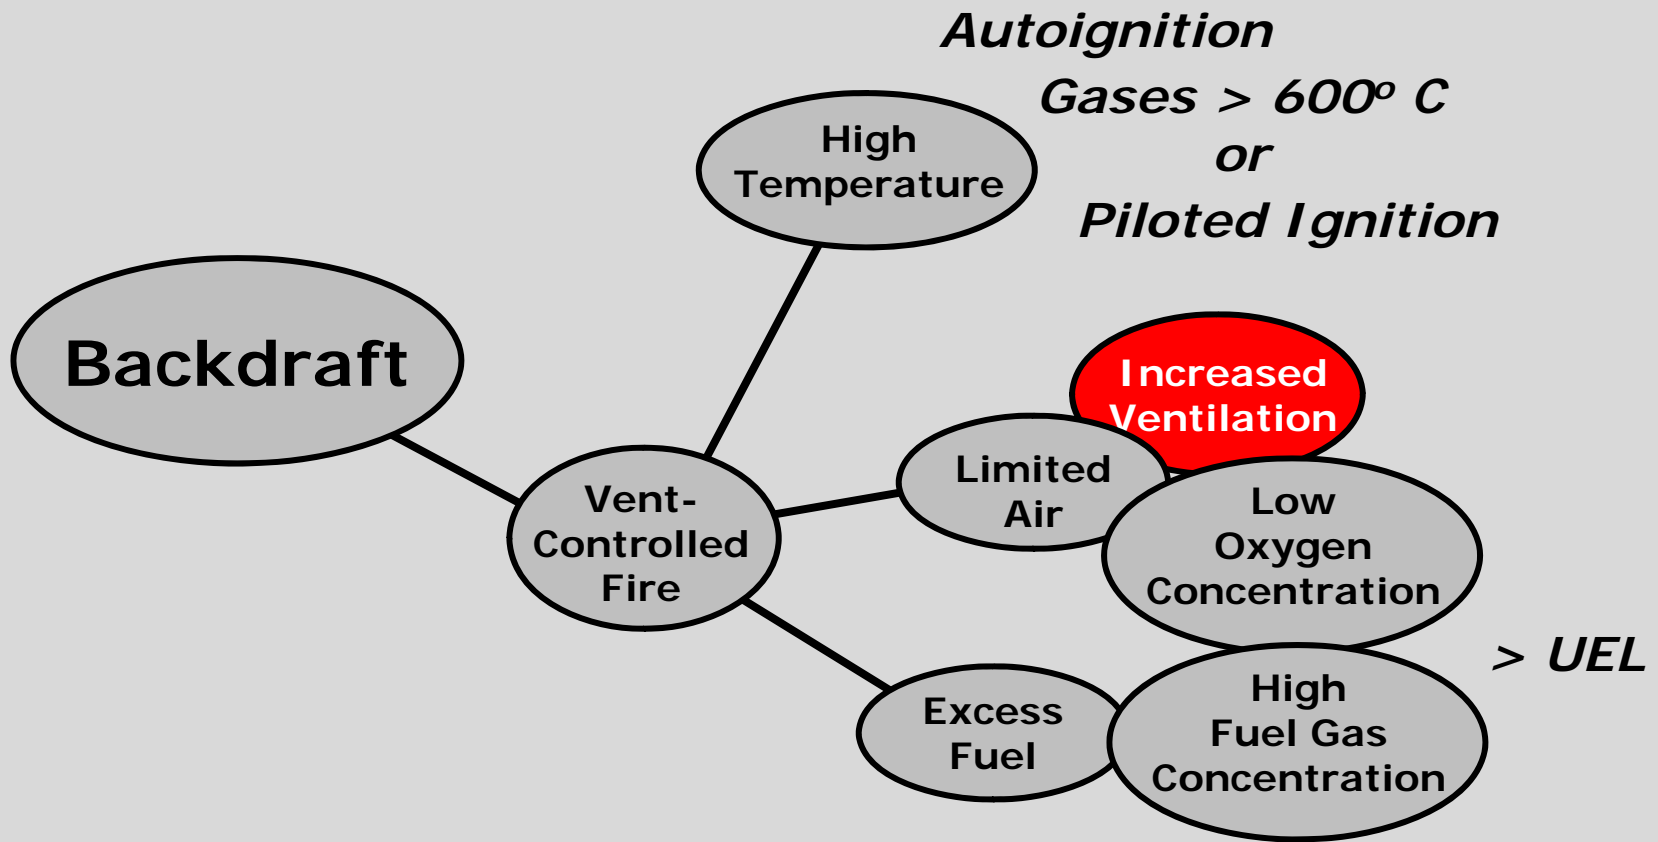 Autoignition
Gases > 600º C
or
Piloted Ignition
High
Temperature
Backdraft
Increased
Ventilation
Limited
Air
Vent-
Controlled
Fire
Low
Oxygen
Concentration
> UEL
Excess
Fuel
High
Fuel Gas
Concentration